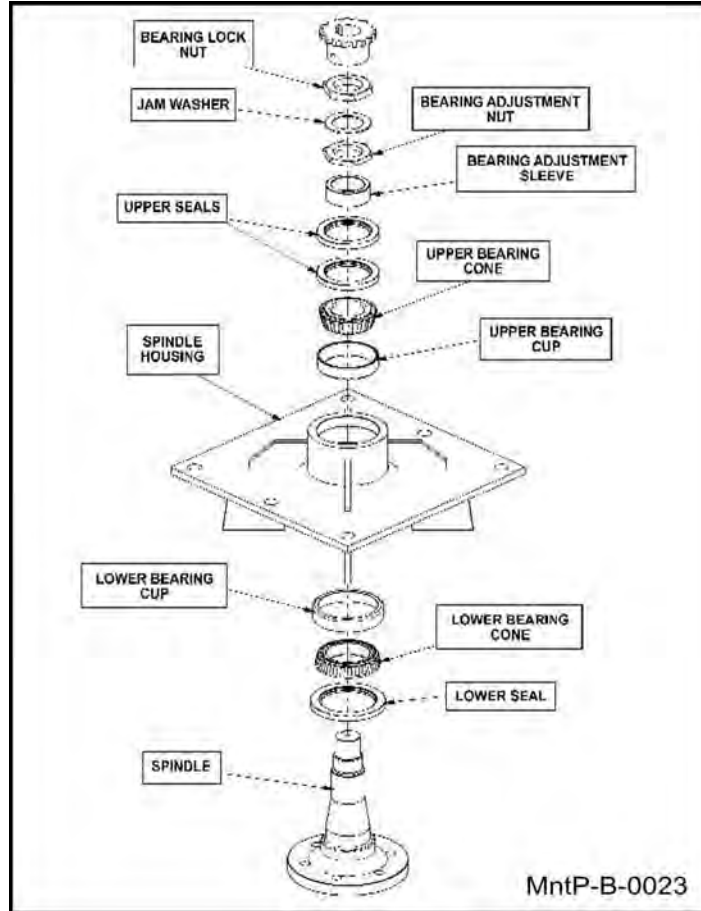 BEARING LOCK
NUT
JAM WASHER
BEARING ADJUSTMENT
NUT
BEARING ADJUSTMENT
SLEEVE
UPPER SEALS
UPPER BEARING
CONE
SPINDLE
HOUSING
UPPER BEARING
CUP
LOWER BEARING
CUP
LOWER BEARING
CONE
LOWER SEAL
SPINDLE
MntP-B-0023